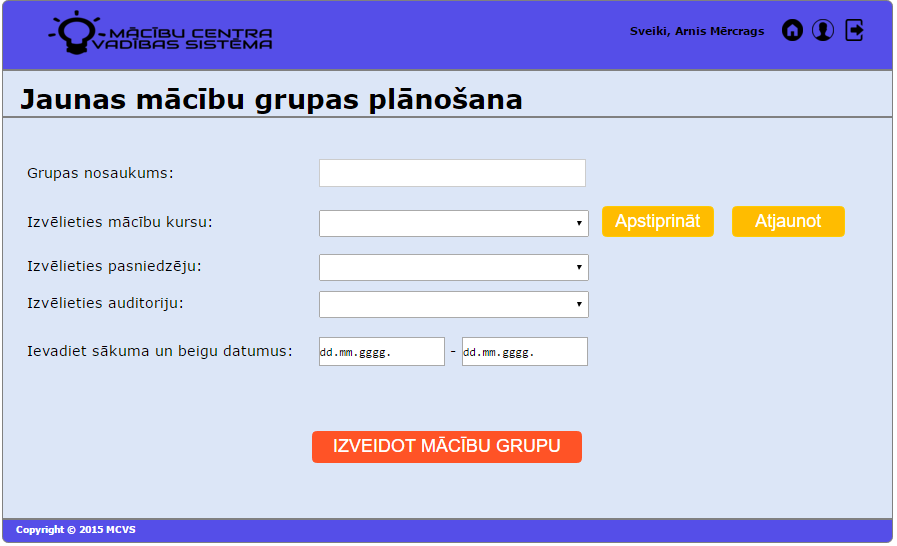 MĀCĪBU CENTRA
VADĪBAS SISTĒMA
Sveiki, Arnis Mērcrags
Jaunas mācību grupas plānošana
Grupas nosaukums:
Izvēlieties mācību kursu:
Apstiprināt
Atjaunot
Izvēlieties pasniedzēju:
Izvēlieties auditoriju:
Ievadiet sākuma un beigu datumus:
dd.mm.gggg. - dd.mm.gggg.
IZVEIDOT MĀCĪBU GRUPU
Copyright © 2015 MCVS